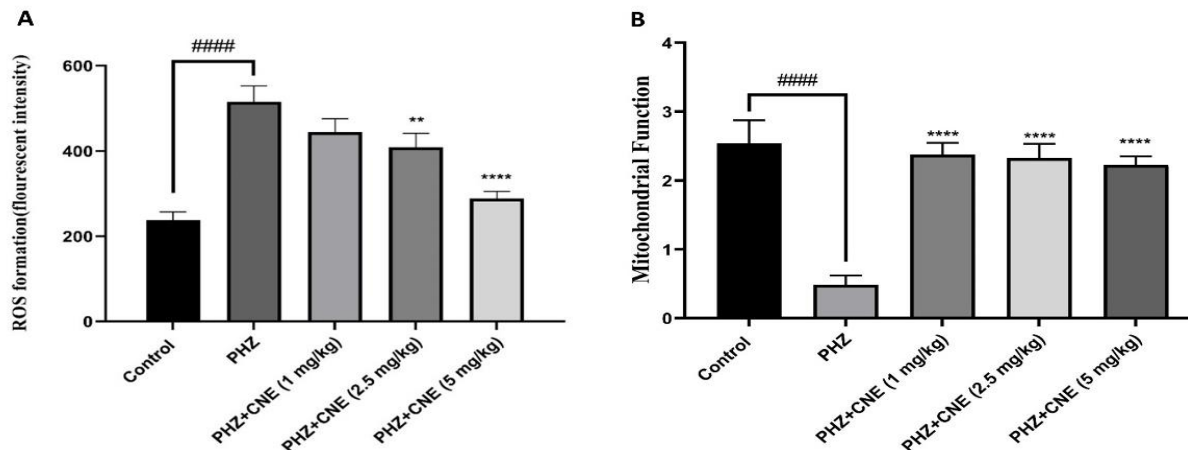 A
ROS formation(flourescent intensity)
600
400
200
0
####
**
****
Control
PHZ
PHZ+CNE (1 mg/kg)
PHZ+CNE (2.5 mg/kg)
PHZ+CNE (5 mg/kg)
B
Mitochondrial Function
4
3
2
1
0
####
****
****
****
Control
PHZ
PHZ+CNE (1 mg/kg)
PHZ+CNE (2.5 mg/kg)
PHZ+CNE (5 mg/kg)